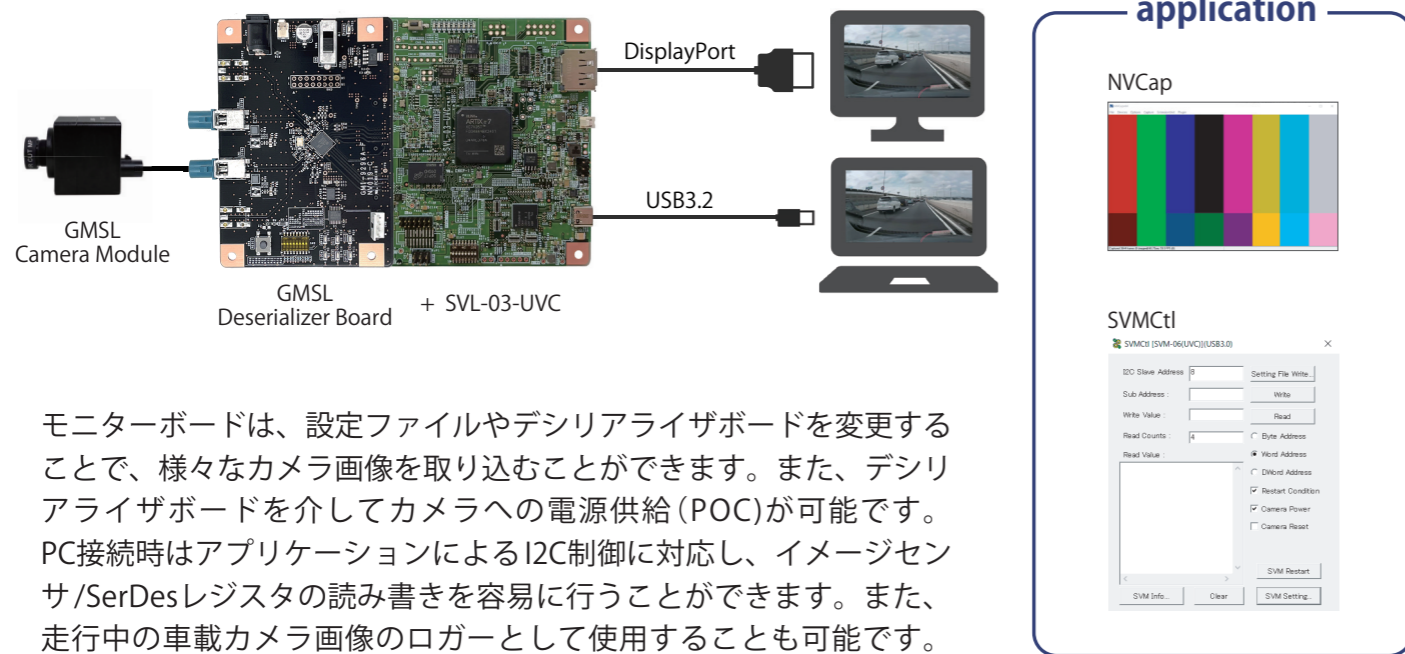 DisplayPort
USB3.2
GMSL
Camera Module
GMSL
Deserializer Board
+ SVL-03-UVC
モニターボードは、設定ファイルやデシリアライザボードを変更する
ことで、様々なカメラ画像を取り込むことができます。また、デシリ
アライザボードを介してカメラへの電源供給(POC)が可能です。
PC接続時はアプリケーションによるI2C制御に対応し、イメージセン
サ/SerDesレジスタの読み書きを容易に行うことができます。また、
走行中の車載カメラ画像のロガーとして使用することも可能です。
application
NVCap
SVMCtl
SVMCtl [SVM-06(UVC)](USB3.0)
I2C Slave Address 8 Setting File Write...
Sub Address : Write
Write Value : Read
Read Counts : 4 Byte Address
Read Value : Word Address
DWord Address
Restart Condition
Camera Power
Camera Reset
SVM Restart
SVM Info... Clear SVM Setting...